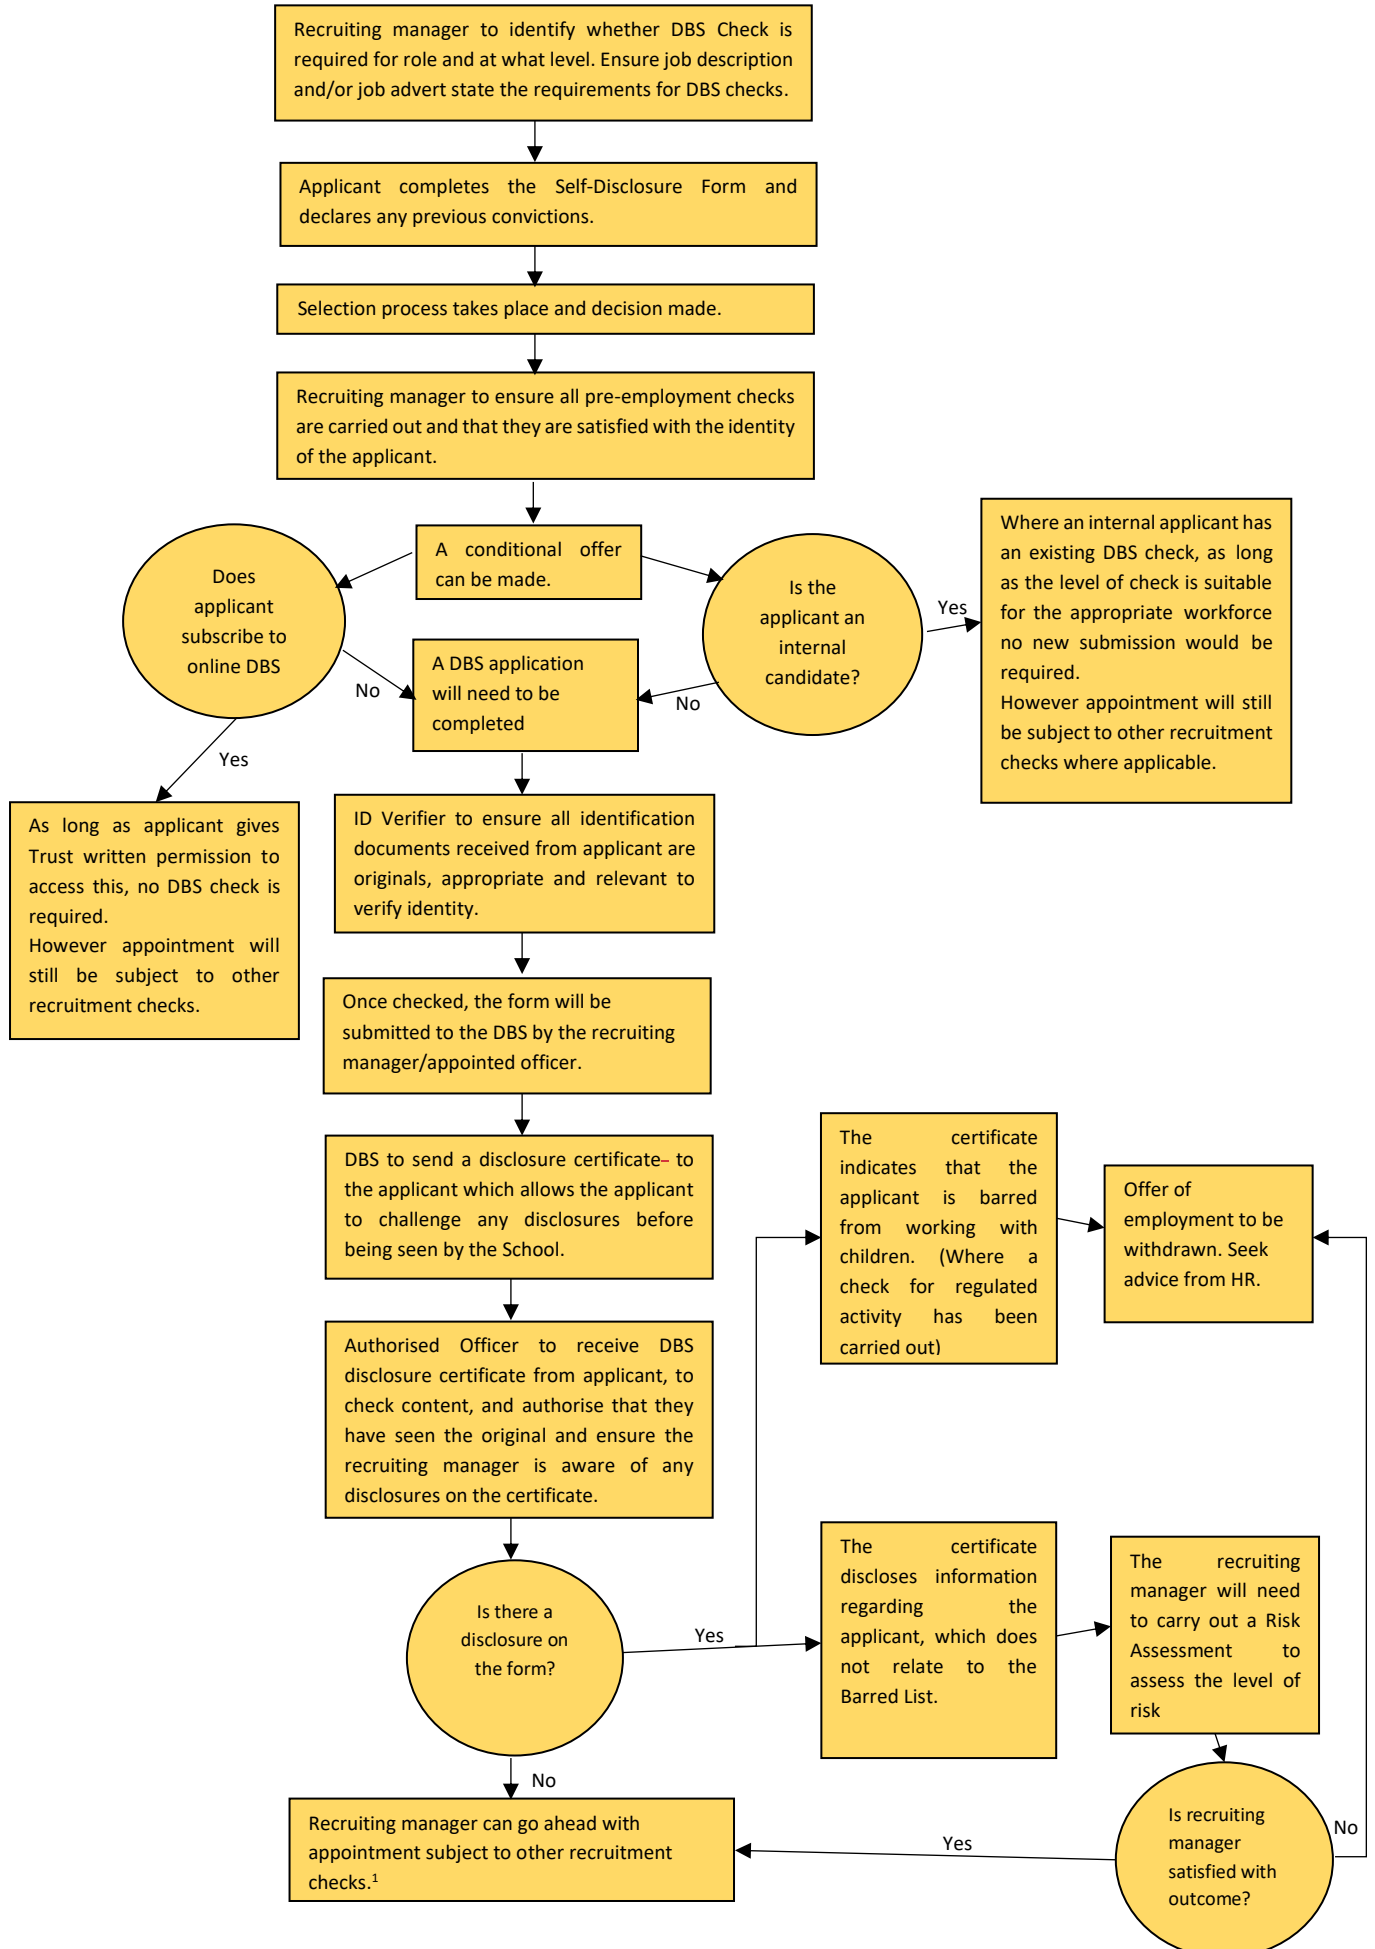 Recruiting manager to identify whether DBS Check is
required for role and at what level. Ensure job description
and/or job advert state the requirements for DBS checks.
Applicant completes the Self-Disclosure Form and
declares any previous convictions.
Selection process takes place and decision made.
Recruiting manager to ensure all pre-employment checks
are carried out and that they are satisfied with the identity
of the applicant.
A conditional offer
can be made.
Does
applicant
subscribe to
online DBS
Is the
applicant an
internal
candidate?
Yes
Where an internal applicant has
an existing DBS check, as long
as the level of check is suitable
for the appropriate workforce
no new submission would be
required.
However appointment will still
be subject to other recruitment
checks where applicable.
No
A DBS application
will need to be
completed
No
Yes
As long as applicant gives
Trust written permission to
access this, no DBS check is
required.
However appointment will
still be subject to other
recruitment checks.
ID Verifier to ensure all identification
documents received from applicant are
originals, appropriate and relevant to
verify identity.
Once checked, the form will be
submitted to the DBS by the recruiting
manager/appointed officer.
DBS to send a disclosure certificate- to
the applicant which allows the applicant
to challenge any disclosures before
being seen by the School.
Authorised Officer to receive DBS
disclosure certificate from applicant, to
check content, and authorise that they
have seen the original and ensure the
recruiting manager is aware of any
disclosures on the certificate.
The certificate
indicates that the
applicant is barred
from working with
children. (Where a
check for regulated
activity has been
carried out)
Offer of
employment to be
withdrawn. Seek
advice from HR.
Is there a
disclosure on
the form?
Yes
The certificate
discloses information
regarding the
applicant, which does
not relate to the
Barred List.
The recruiting
manager will need
to carry out a Risk
Assessment to
assess the level of
risk
No
Recruiting manager can go ahead with
appointment subject to other recruitment
checks.¹
Yes
Is recruiting
manager
satisfied with
outcome?
No